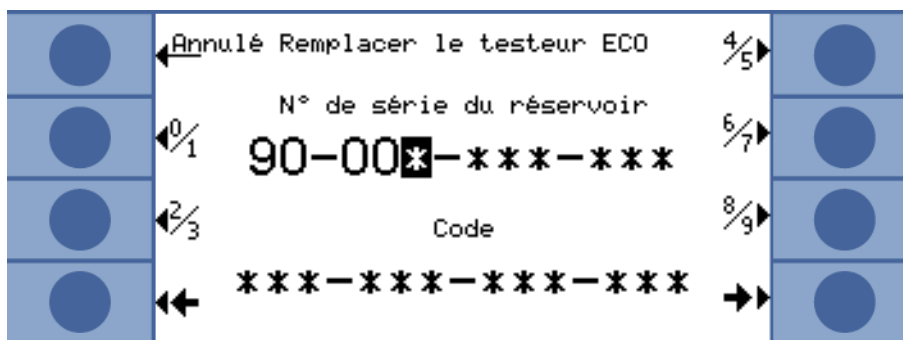 Annulé Remplacer le testeur ECO 4/5
N° de série du réservoir
0/1 90-00*-***-*** 6/7
2/3 Code 8/9
***-***-***-***